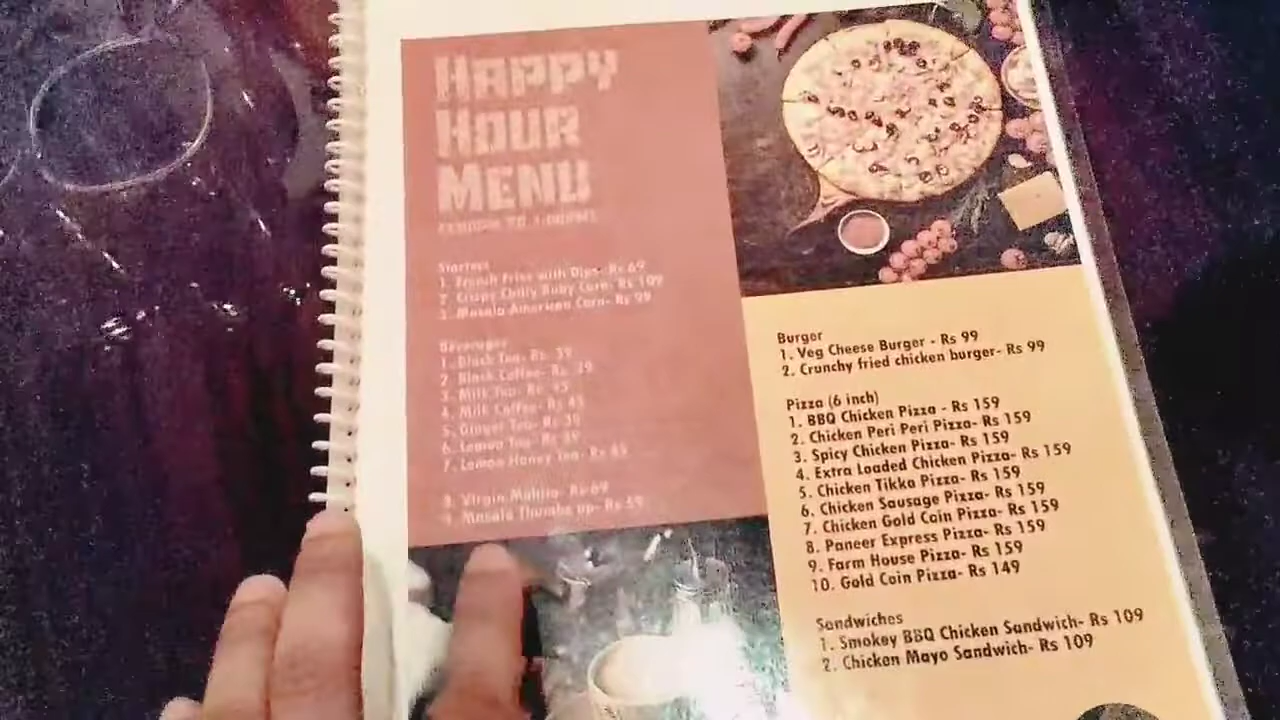 HAPPY
HOUR
MENU
Starters
1. French Fries with Dips- Rs 69
2. Crispy Chilly Baby Corn- Rs 109
3. Masala American Corn- Rs 99
Beverages
1. Black Tea- Rs.
2. Black Coffee- Rs.
3. Milk Tea- Rs 45
4. Milk Coffee- Rs 45
5. Ginger Tea- Rs
6. Lemon Tea- Rs
7. Lemon Honey Tea- Rs 45
8. Virgin Mojito- Rs 69
9. Masala Thumbs up- Rs 59
Burger
1. Veg Cheese Burger - Rs 99
2. Crunchy fried chicken burger- Rs 99
Pizza (6 inch)
1. BBQ Chicken Pizza - Rs 159
2. Chicken Peri Peri Pizza- Rs 159
3. Spicy Chicken Pizza- Rs 159
4. Extra Loaded Chicken Pizza- Rs 159
5. Chicken Tikka Pizza- Rs 159
6. Chicken Sausage Pizza- Rs 159
7. Chicken Gold Coin Pizza- Rs 159
8. Paneer Express Pizza- Rs 159
9. Farm House Pizza- Rs 159
10. Gold Coin Pizza- Rs 149
Sandwiches
1. Smokey BBQ Chicken Sandwich- Rs 109
2. Chicken Mayo Sandwich- Rs 109